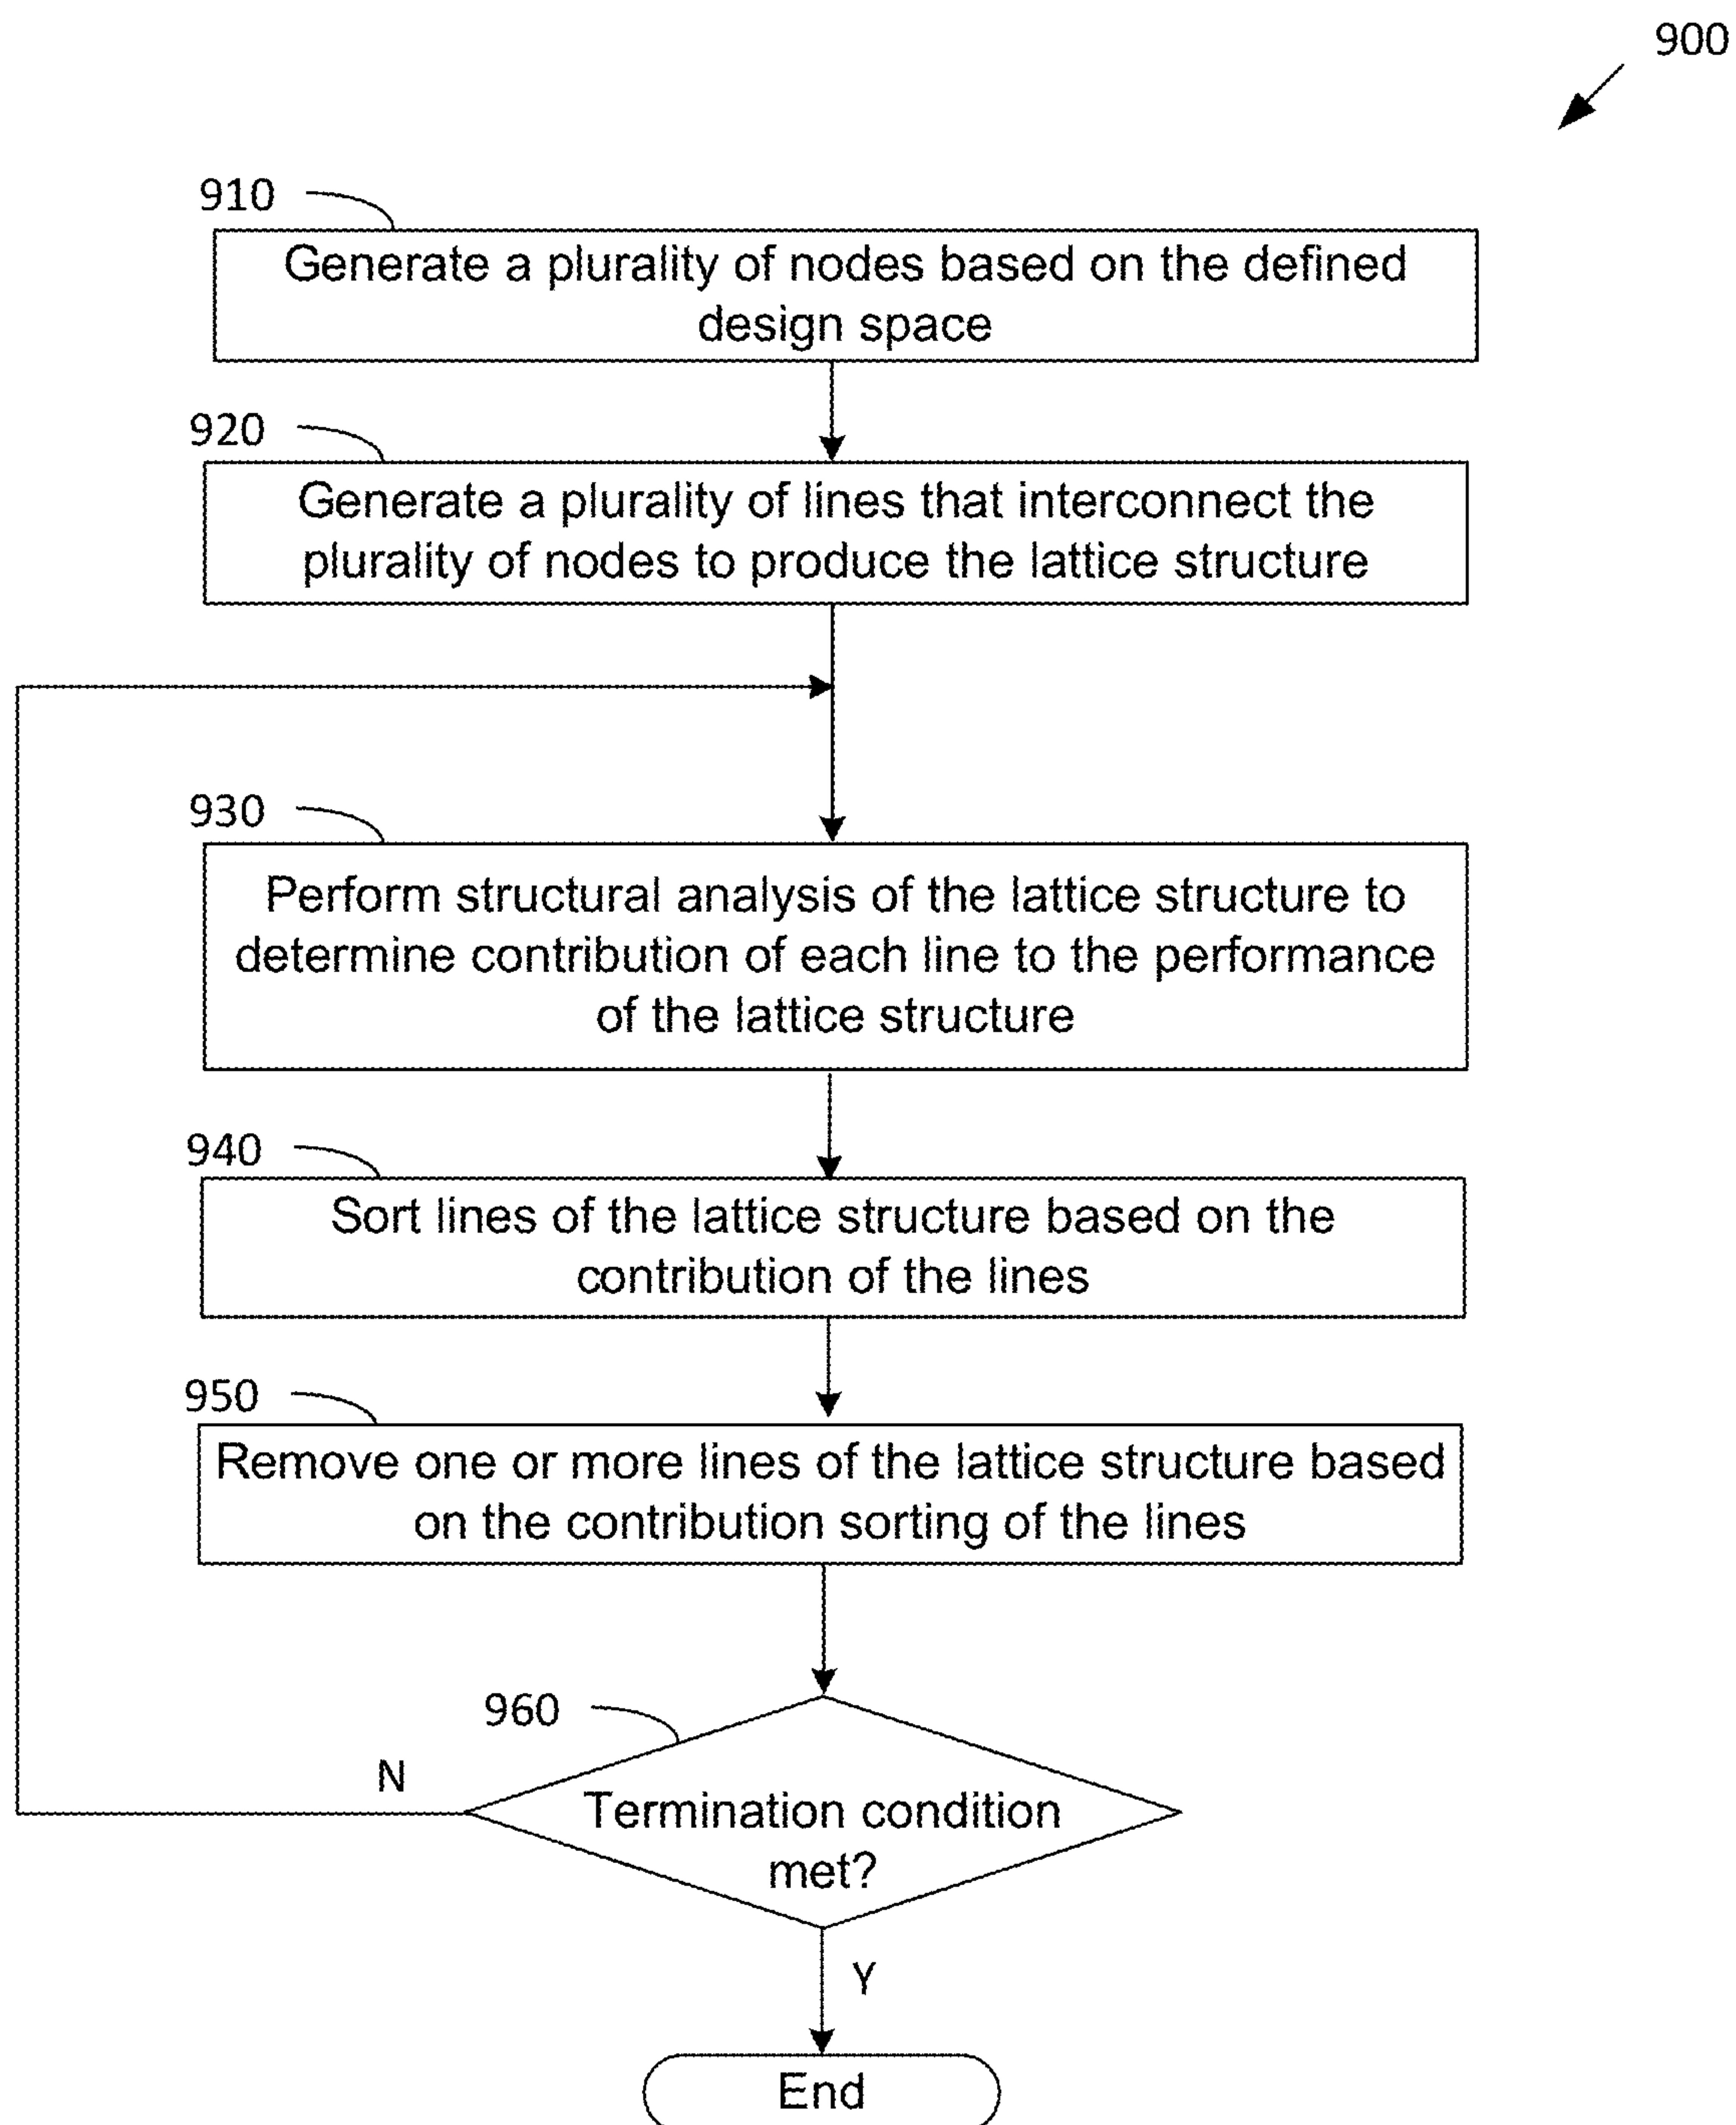 900
910
Generate a plurality of nodes based on the defined
design space
920
Generate a plurality of lines that interconnect the
plurality of nodes to produce the lattice structure
930
Perform structural analysis of the lattice structure to
determine contribution of each line to the performance
of the lattice structure
940
Sort lines of the lattice structure based on the
contribution of the lines
950
Remove one or more lines of the lattice structure based
on the contribution sorting of the lines
960
N
Termination condition
met?
Y
End